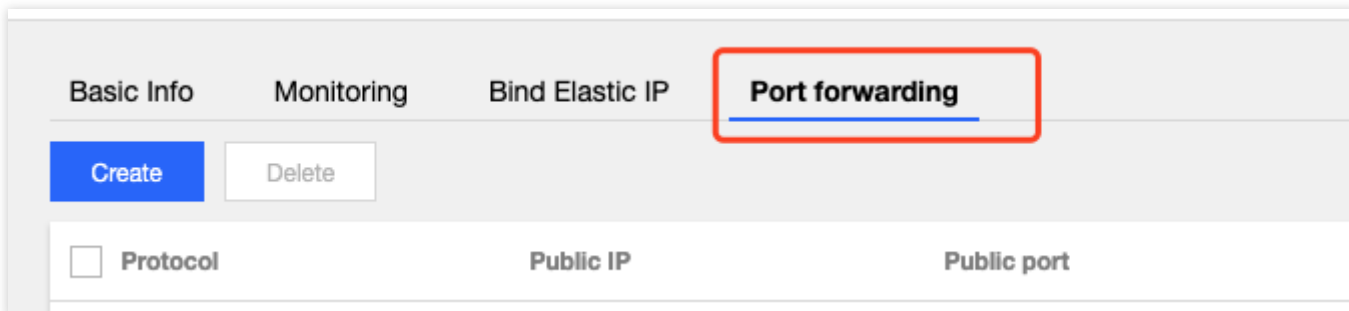 Basic Info Monitoring Bind Elastic IP Port forwarding
Create Delete
Protocol Public IP Public port